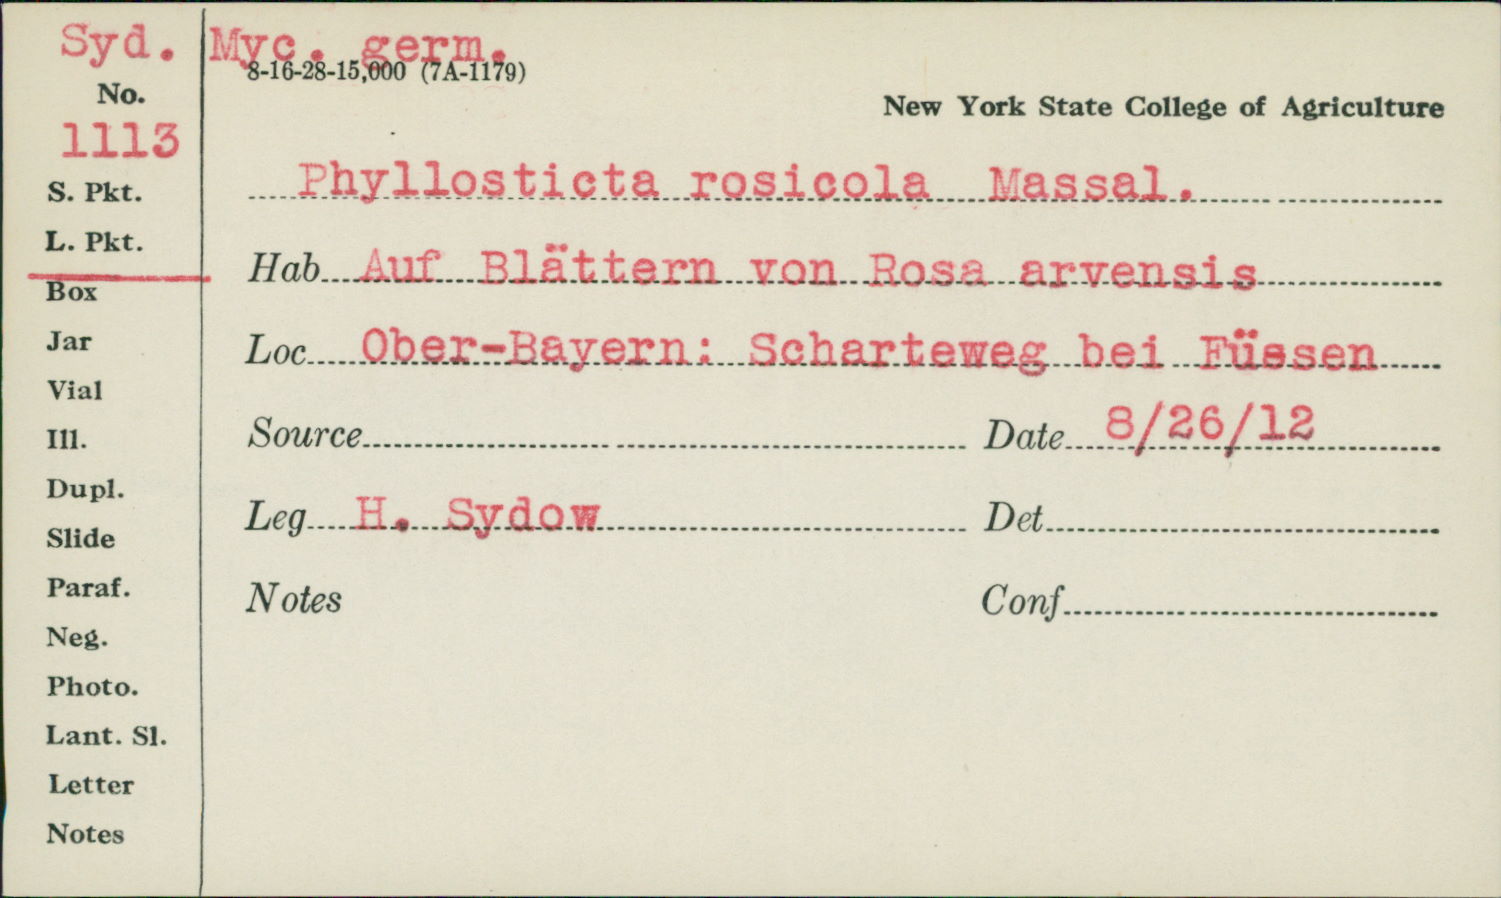 Syd. Myc. germ.
8-16-28-15,000 (7A-1179)
No.
New York State College of Agriculture
1113
Phyllosticta rosicola Massal.
S. Pkt.
L. Pkt.
Hab Auf Blättern von Rosa arvensis
Box
Jar
Loc Ober-Bayern: Scharteweg bei Füssen
Vial
Ill.
Source Date 8/26/12
Dupl.
Leg H. Sydow Det
Slide
Paraf.
Notes Conf
Neg.
Photo.
Lant. Sl.
Letter
Notes